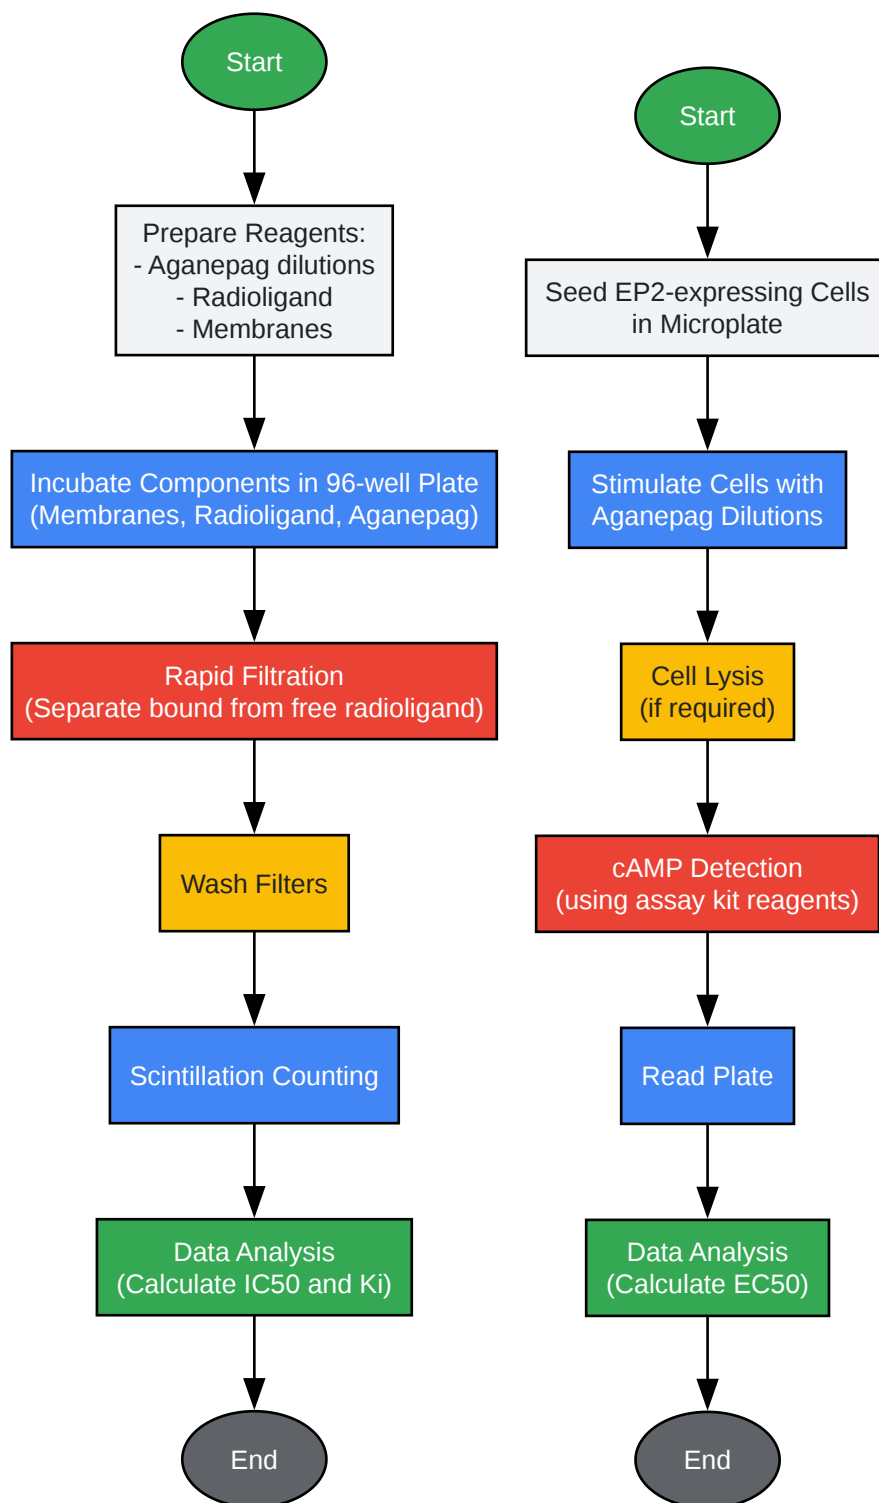 Start
Prepare Reagents:
- Aganepag dilutions
- Radioligand
- Membranes
Incubate Components in 96-well Plate
(Membranes, Radioligand, Aganepag)
Rapid Filtration
(Separate bound from free radioligand)
Wash Filters
Scintillation Counting
Data Analysis
(Calculate IC50 and Ki)
End
Start
Seed EP2-expressing Cells
in Microplate
Stimulate Cells with
Aganepag Dilutions
Cell Lysis
(if required)
cAMP Detection
(using assay kit reagents)
Read Plate
Data Analysis
(Calculate EC50)
End